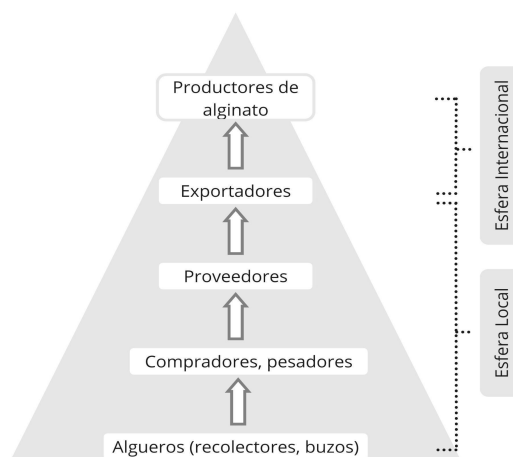 Productores de
alginato
Exportadores
Proveedores
Compradores, pesadores
Algueros (recolectores, buzos)
Esfera Internacional
Esfera Local